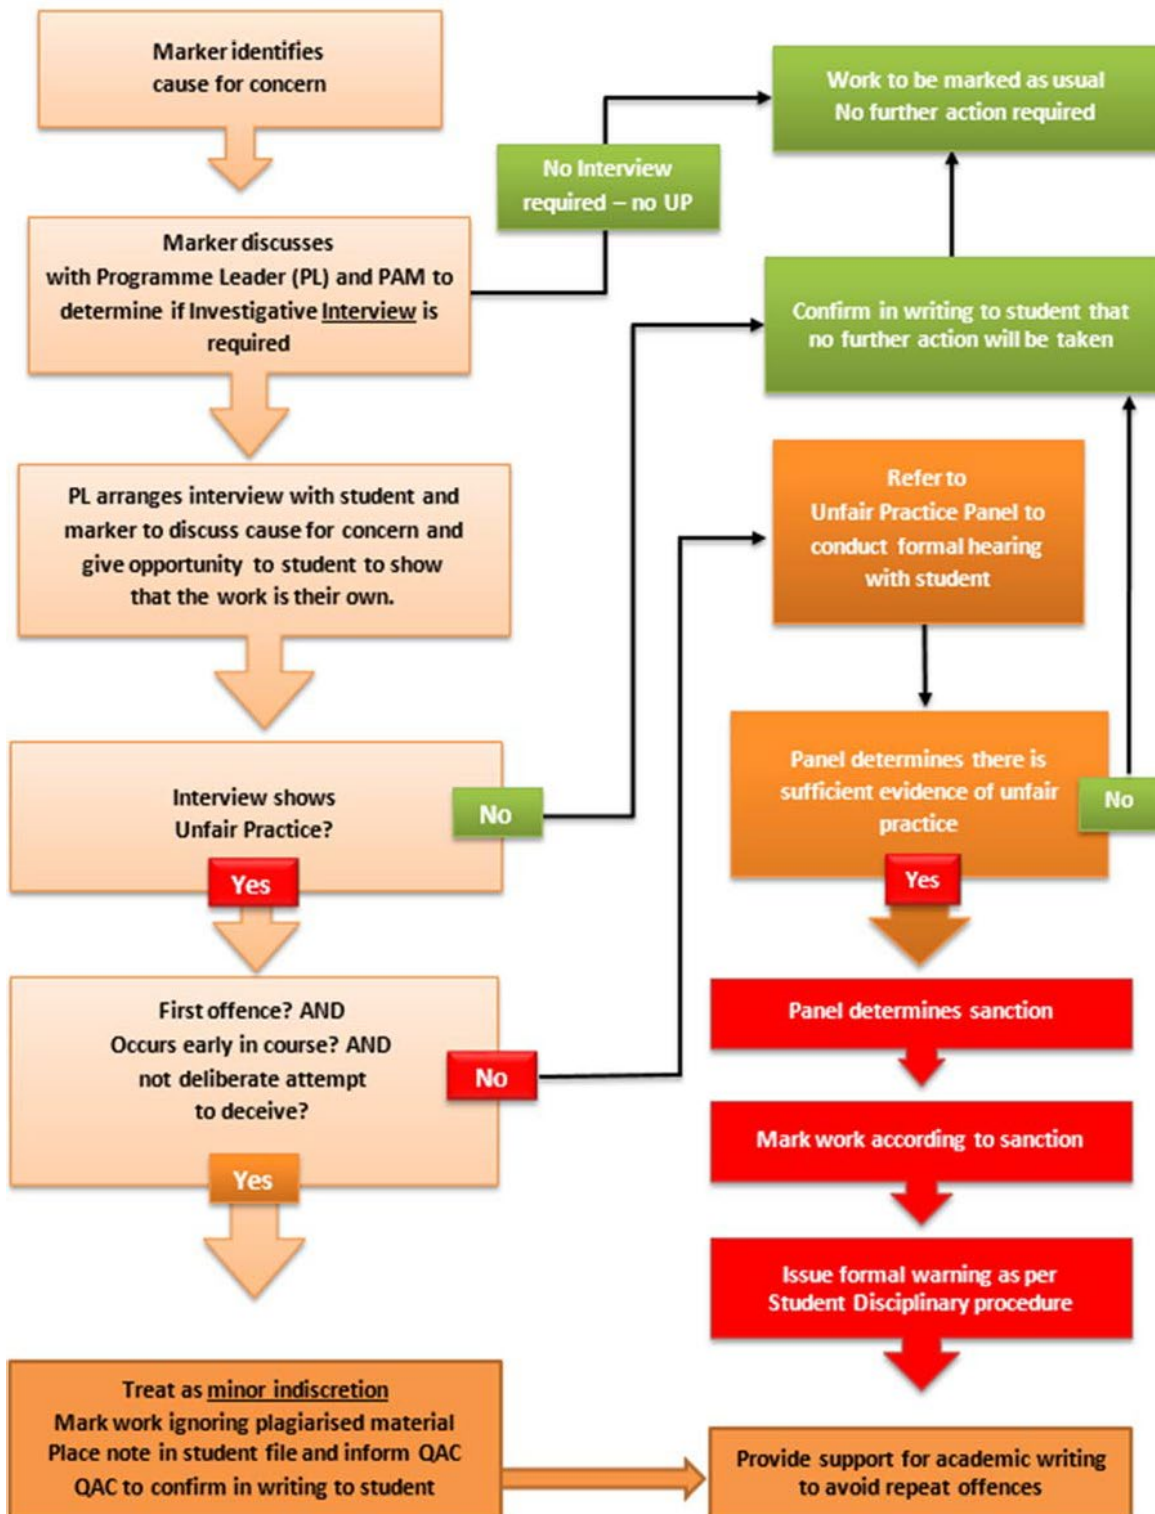 Marker identifies
cause for concern
Marker discusses
with Programme Leader (PL) and PAM to
determine if Investigative Interview is
required
No Interview
required – no UP
Work to be marked as usual
No further action required
Confirm in writing to student that
no further action will be taken
PL arranges interview with student and
marker to discuss cause for concern and
give opportunity to student to show
that the work is their own.
Interview shows
Unfair Practice?
No
Yes
First offence? AND
Occurs early in course? AND
not deliberate attempt
to deceive?
No
Yes
Treat as minor indiscretion
Mark work ignoring plagiarised material
Place note in student file and inform QAC
QAC to confirm in writing to student
Refer to
Unfair Practice Panel to
conduct formal hearing
with student
Panel determines there is
sufficient evidence of unfair
practice
No
Yes
Panel determines sanction
Mark work according to sanction
Issue formal warning as per
Student Disciplinary procedure
Provide support for academic writing
to avoid repeat offences